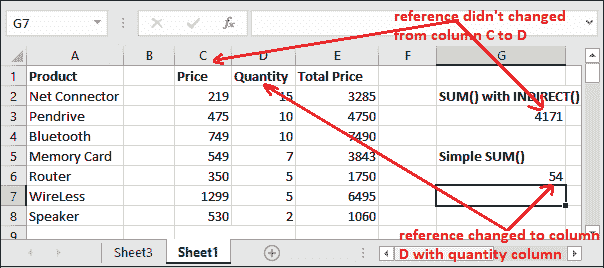 G7
reference didn't changed
from column C to D
A B C D E F G
1 Product Price Quantity Total Price
2 Net Connector 219 15 3285 SUM() with INDIRECT()
3 Pendrive 475 10 4750 4171
4 Bluetooth 749 10 7490
5 Memory Card 549 7 3843 Simple SUM()
6 Router 350 5 1750 54
7 WireLess 1299 5 6495
8 Speaker 530 2 1060
9
reference changed to column
D with quantity column
Sheet3 Sheet1